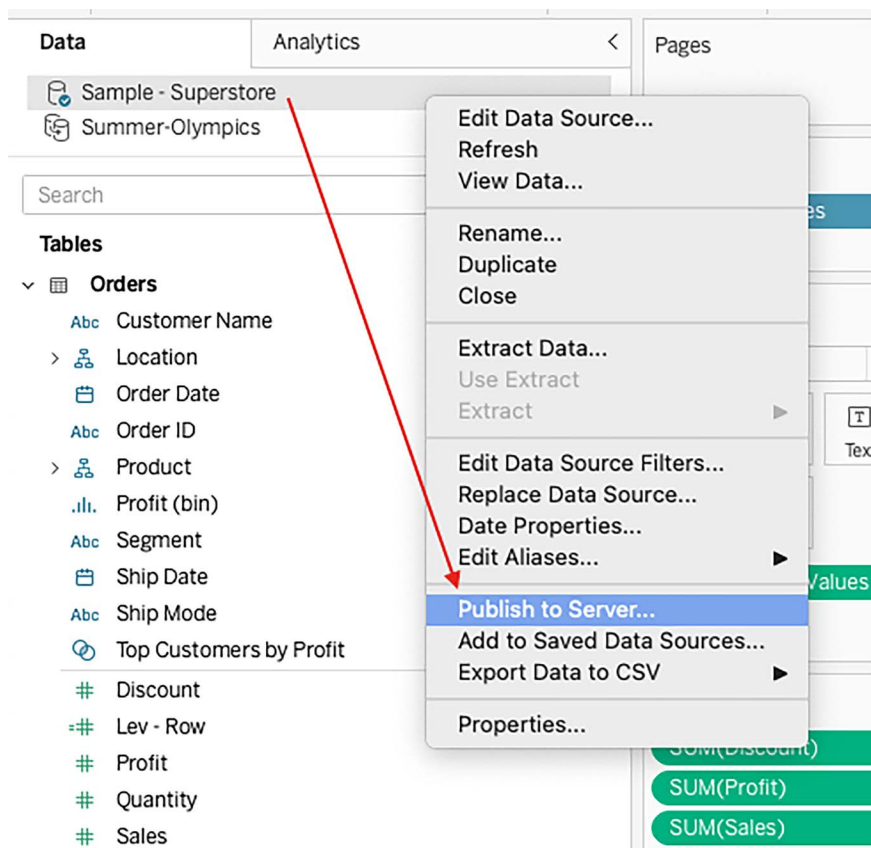 Data
Analytics
Pages
Sample - Superstore
Summer-Olympics
Search
Tables
Orders
Abc Customer Name
Location
Order Date
Abc Order ID
Product
Profit (bin)
Abc Segment
Ship Date
Abc Ship Mode
Top Customers by Profit
Discount
Lev - Row
Profit
Quantity
Sales
Edit Data Source...
Refresh
View Data...
Rename...
Duplicate
Close
Extract Data...
Use Extract
Extract
Edit Data Source Filters...
Replace Data Source...
Date Properties...
Edit Aliases...
Publish to Server...
Add to Saved Data Sources...
Export Data to CSV
Properties...
T
Values
SUM(Discount)
SUM(Profit)
SUM(Sales)